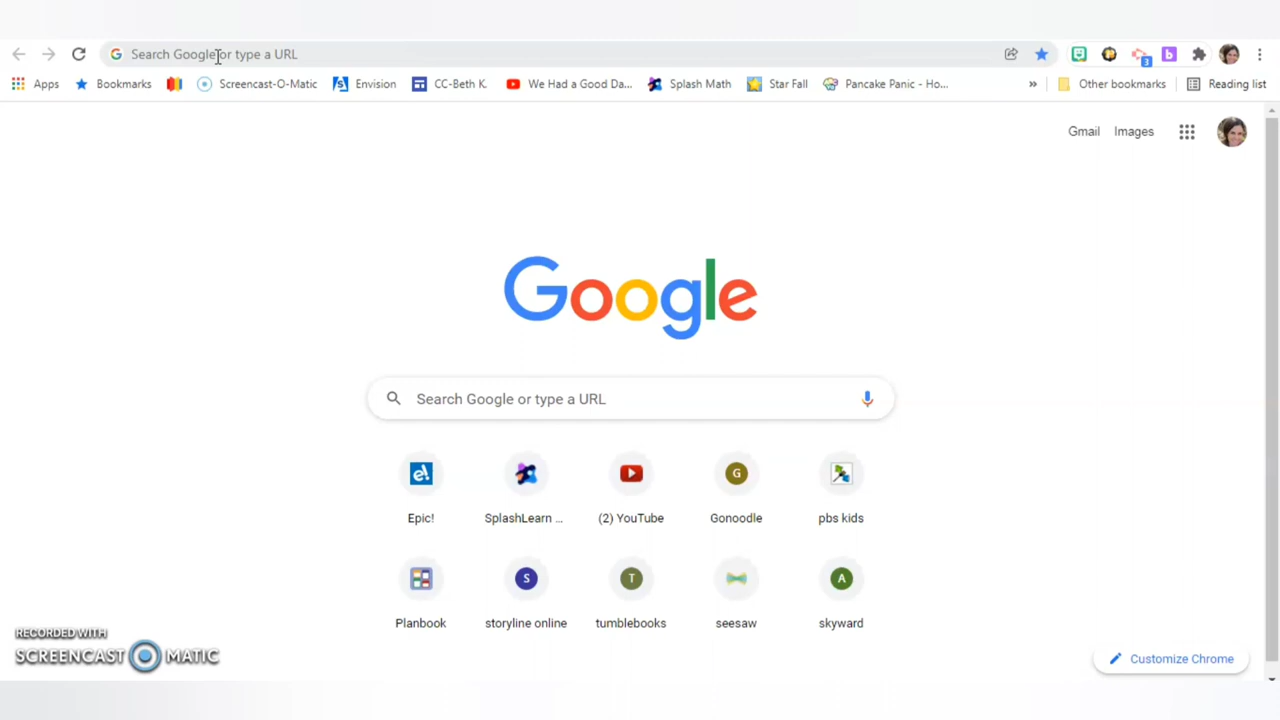 Search Google or type a URL
3
Apps Bookmarks Screencast-O-Matic Envision CC-Beth K. We Had a Good Da... Splash Math Star Fall Pancake Panic - Ho... » Other bookmarks Reading list
Gmail Images
Google
Search Google or type a URL
e! G
Epic! SplashLearn ... (2) YouTube Gonoodle pbs kids
S T A
Planbook storyline online tumblebooks seesaw skyward
RECORDED WITH
SCREENCAST MATIC
Customize Chrome